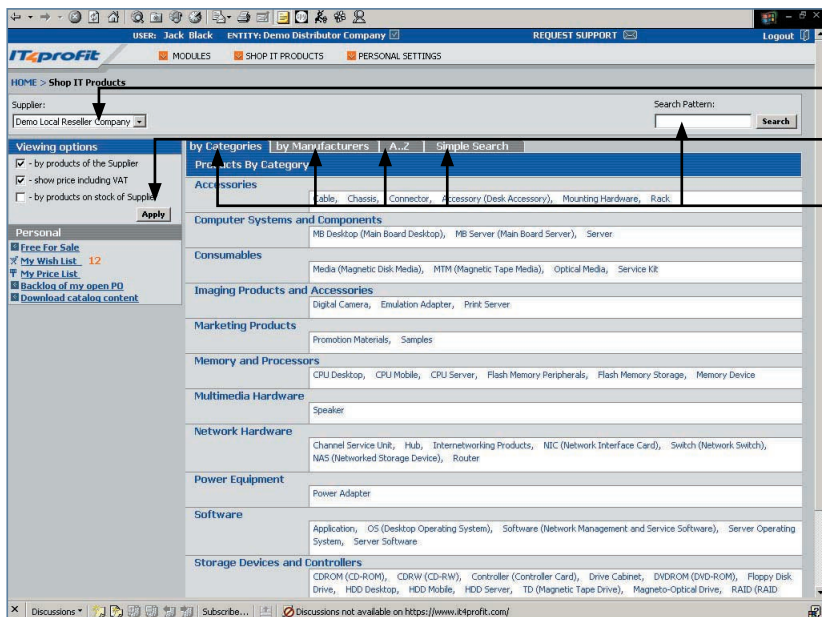 USER: Jack Black ENTITY: Demo Distributor Company REQUEST SUPPORT Logout
IT4profit MODULES SHOP IT PRODUCTS PERSONAL SETTINGS
HOME > Shop IT Products
Supplier: Search Pattern:
Demo Local Reseller Company Search
Viewing options by Categories by Manufacturers A..Z Simple Search
- by products of the Supplier Products By Category
- show price including VAT
- by products on stock of Supplier
Apply
Personal
Free For Sale
My Wish List 12
My Price List
Backlog of my open PO
Download catalog content
Accessories
Cable, Chassis, Connector, Accessory (Desk Accessory), Mounting Hardware, Rack
Computer Systems and Components
MB Desktop (Main Board Desktop), MB Server (Main Board Server), Server
Consumables
Media (Magnetic Disk Media), MTM (Magnetic Tape Media), Optical Media, Service Kit
Imaging Products and Accessories
Digital Camera, Emulation Adapter, Print Server
Marketing Products
Promotion Materials, Samples
Memory and Processors
CPU Desktop, CPU Mobile, CPU Server, Flash Memory Peripherals, Flash Memory Storage, Memory Device
Multimedia Hardware
Speaker
Network Hardware
Channel Service Unit, Hub, Internetworking Products, NIC (Network Interface Card), Switch (Network Switch),
NAS (Networked Storage Device), Router
Power Equipment
Power Adapter
Software
Application, OS (Desktop Operating System), Software (Network Management and Service Software), Server Operating
System, Server Software
Storage Devices and Controllers
CDROM (CD-ROM), CDRW (CD-RW), Controller (Controller Card), Drive Cabinet, DVDROM (DVD-ROM), Floppy Disk
Drive, HDD Desktop, HDD Mobile, HDD Server, TD (Magnetic Tape Drive), Magneto-Optical Drive, RAID (RAID
Discussions Subscribe... Discussions not available on https://www.it4profit.com/